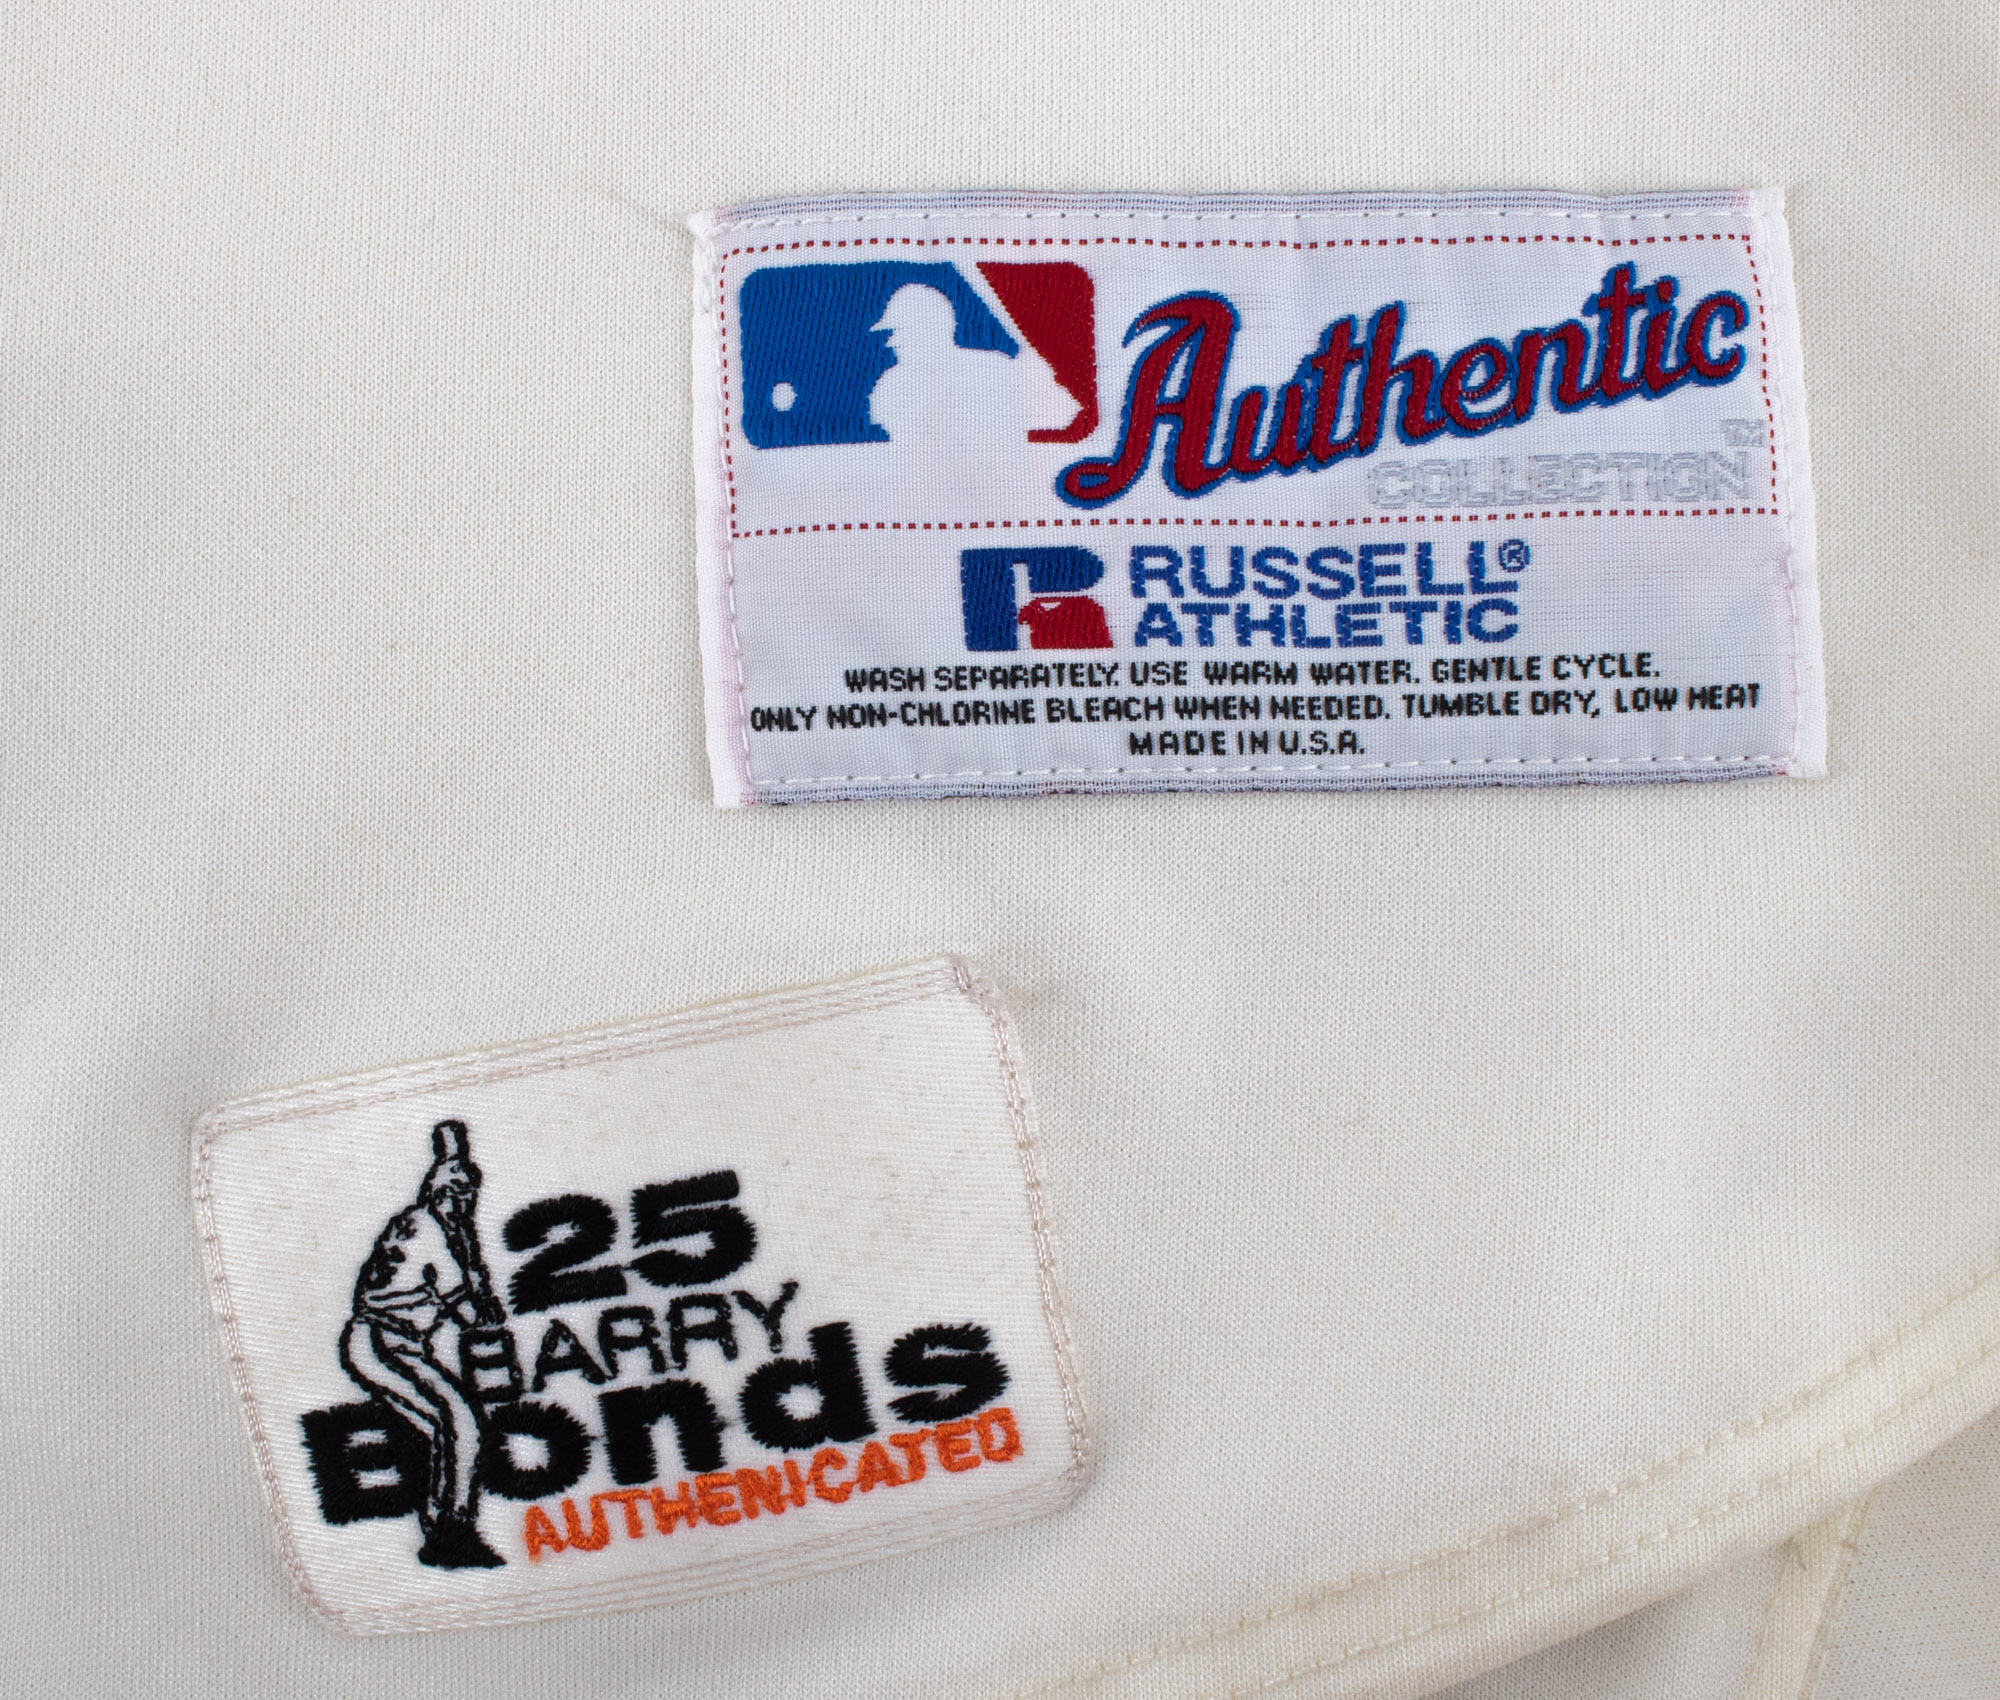 Authentic
COLLECTION™
RUSSELL®
ATHLETIC
WASH SEPARATELY. USE WARM WATER. GENTLE CYCLE.
ONLY NON-CHLORINE BLEACH WHEN NEEDED. TUMBLE DRY, LOW HEAT
MADE IN U.S.A.
25
BARRY
Bonds
AUTHENICATED